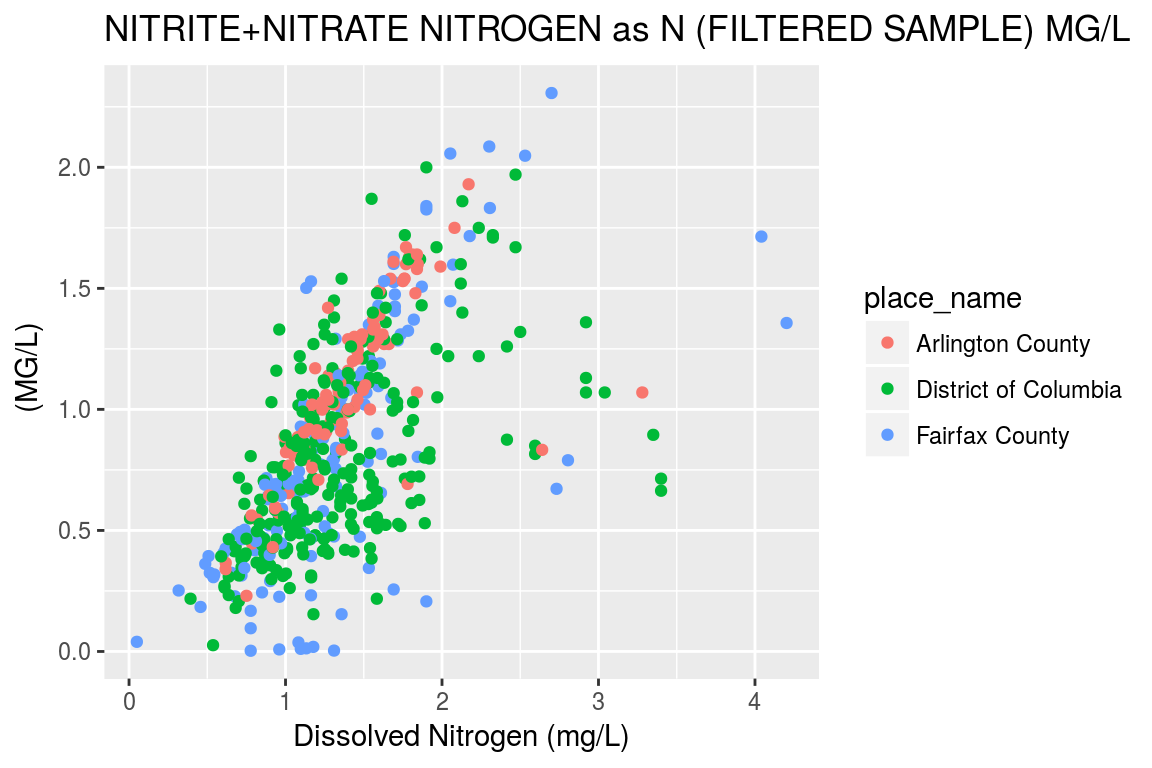 NITRITE+NITRATE NITROGEN as N (FILTERED SAMPLE) MG/L
(MG/L)
2.0
1.5
1.0
0.5
0.0
0 1 2 3 4
Dissolved Nitrogen (mg/L)
place_name
Arlington County
District of Columbia
Fairfax County